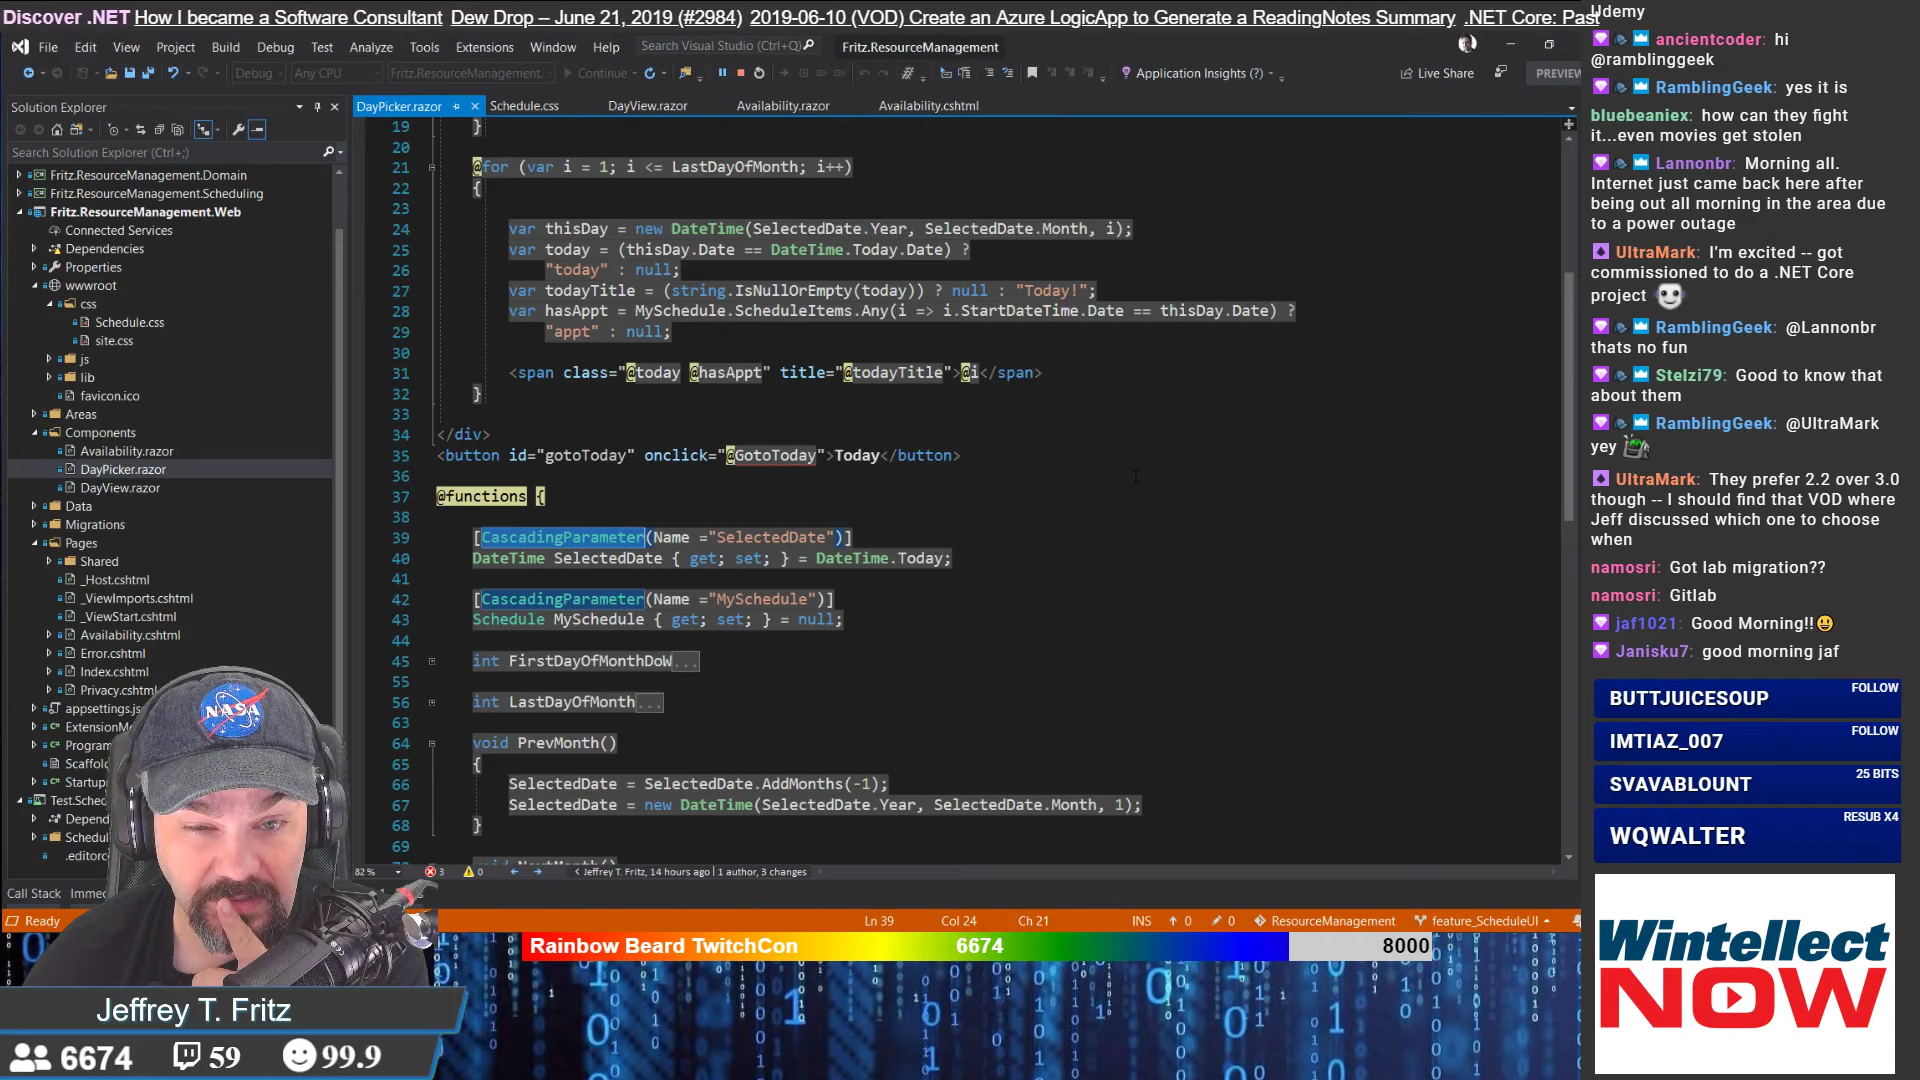 Discover .NET How I became a Software Consultant Dew Drop – June 21, 2019 (#2984) 2019-06-10 (VOD) Create an Azure LogicApp to Generate a ReadingNotes Summary .NET Core: Past
File Edit View Project Build Debug Test Analyze Tools Extensions Window Help Search Visual Studio (Ctrl+Q) Fritz.ResourceManagement
Debug Any CPU Fritz.ResourceManagement. Continue Application Insights (?) Live Share PREVIEW
Solution Explorer
Search Solution Explorer (Ctrl+;)
Fritz.ResourceManagement.Domain
Fritz.ResourceManagement.Scheduling
Fritz.ResourceManagement.Web
Connected Services
Dependencies
Properties
wwwroot
css
Schedule.css
site.css
js
lib
favicon.ico
Areas
Components
Availability.razor
DayPicker.razor
DayView.razor
Data
Migrations
Pages
Shared
_Host.cshtml
_ViewImports.cshtml
_ViewStart.cshtml
Availability.cshtml
Error.cshtml
Index.cshtml
Privacy.cshtml
appsettings.js
ExtensionMe
Program
Scaffold
Startup
Test.Sched
Depend
Schedul
.editorc
Call Stack Immed
DayPicker.razor Schedule.css DayView.razor Availability.razor Availability.cshtml
19 }
20
21 @for (var i = 1; i <= LastDayOfMonth; i++)
22 {
23
24 var thisDay = new DateTime(SelectedDate.Year, SelectedDate.Month, i);
25 var today = (thisDay.Date == DateTime.Today.Date) ?
26 "today" : null;
27 var todayTitle = (string.IsNullOrEmpty(today)) ? null : "Today!";
28 var hasAppt = MySchedule.ScheduleItems.Any(i => i.StartDateTime.Date == thisDay.Date) ?
29 "appt" : null;
30
31 <span class="@today @hasAppt" title="@todayTitle">@i</span>
32 }
33
34 </div>
35 <button id="gotoToday" onclick="@GotoToday">Today</button>
36
37 @functions {
38
39 [CascadingParameter(Name ="SelectedDate")]
40 DateTime SelectedDate { get; set; } = DateTime.Today;
41
42 [CascadingParameter(Name ="MySchedule")]
43 Schedule MySchedule { get; set; } = null;
44
45 int FirstDayOfMonthDoW...
55
56 int LastDayOfMonth...
63
64 void PrevMonth()
65 {
66 SelectedDate = SelectedDate.AddMonths(-1);
67 SelectedDate = new DateTime(SelectedDate.Year, SelectedDate.Month, 1);
68 }
69
82 % 3 0 Jeffrey T. Fritz, 14 hours ago | 1 author, 3 changes
Ready Ln 39 Col 24 Ch 21 INS 0 0 ResourceManagement feature_ScheduleUI
Rainbow Beard TwitchCon 6674 8000
NASA
Jeffrey T. Fritz
6674 59 99.9
Udemy
ancientcoder: hi
@ramblinggeek
RamblingGeek: yes it is
bluebeaniex: how can they fight
it...even movies get stolen
Lannonbr: Morning all.
Internet just came back here after
being out all morning in the area due
to a power outage
UltraMark: I'm excited -- got
commissioned to do a .NET Core
project
RamblingGeek: @Lannonbr
thats no fun
Stelzi79: Good to know that
about them
RamblingGeek: @UltraMark
yey
UltraMark: They prefer 2.2 over 3.0
though -- I should find that VOD where
Jeff discussed which one to choose
when
namosri: Got lab migration??
namosri: Gitlab
jaf1021: Good Morning!!
Janisku7: good morning jaf
BUTTJUICESOUP FOLLOW
IMTIAZ_007 FOLLOW
SVAVABLOUNT 25 BITS
WQWALTER RESUB X4
Wintellect
NOW